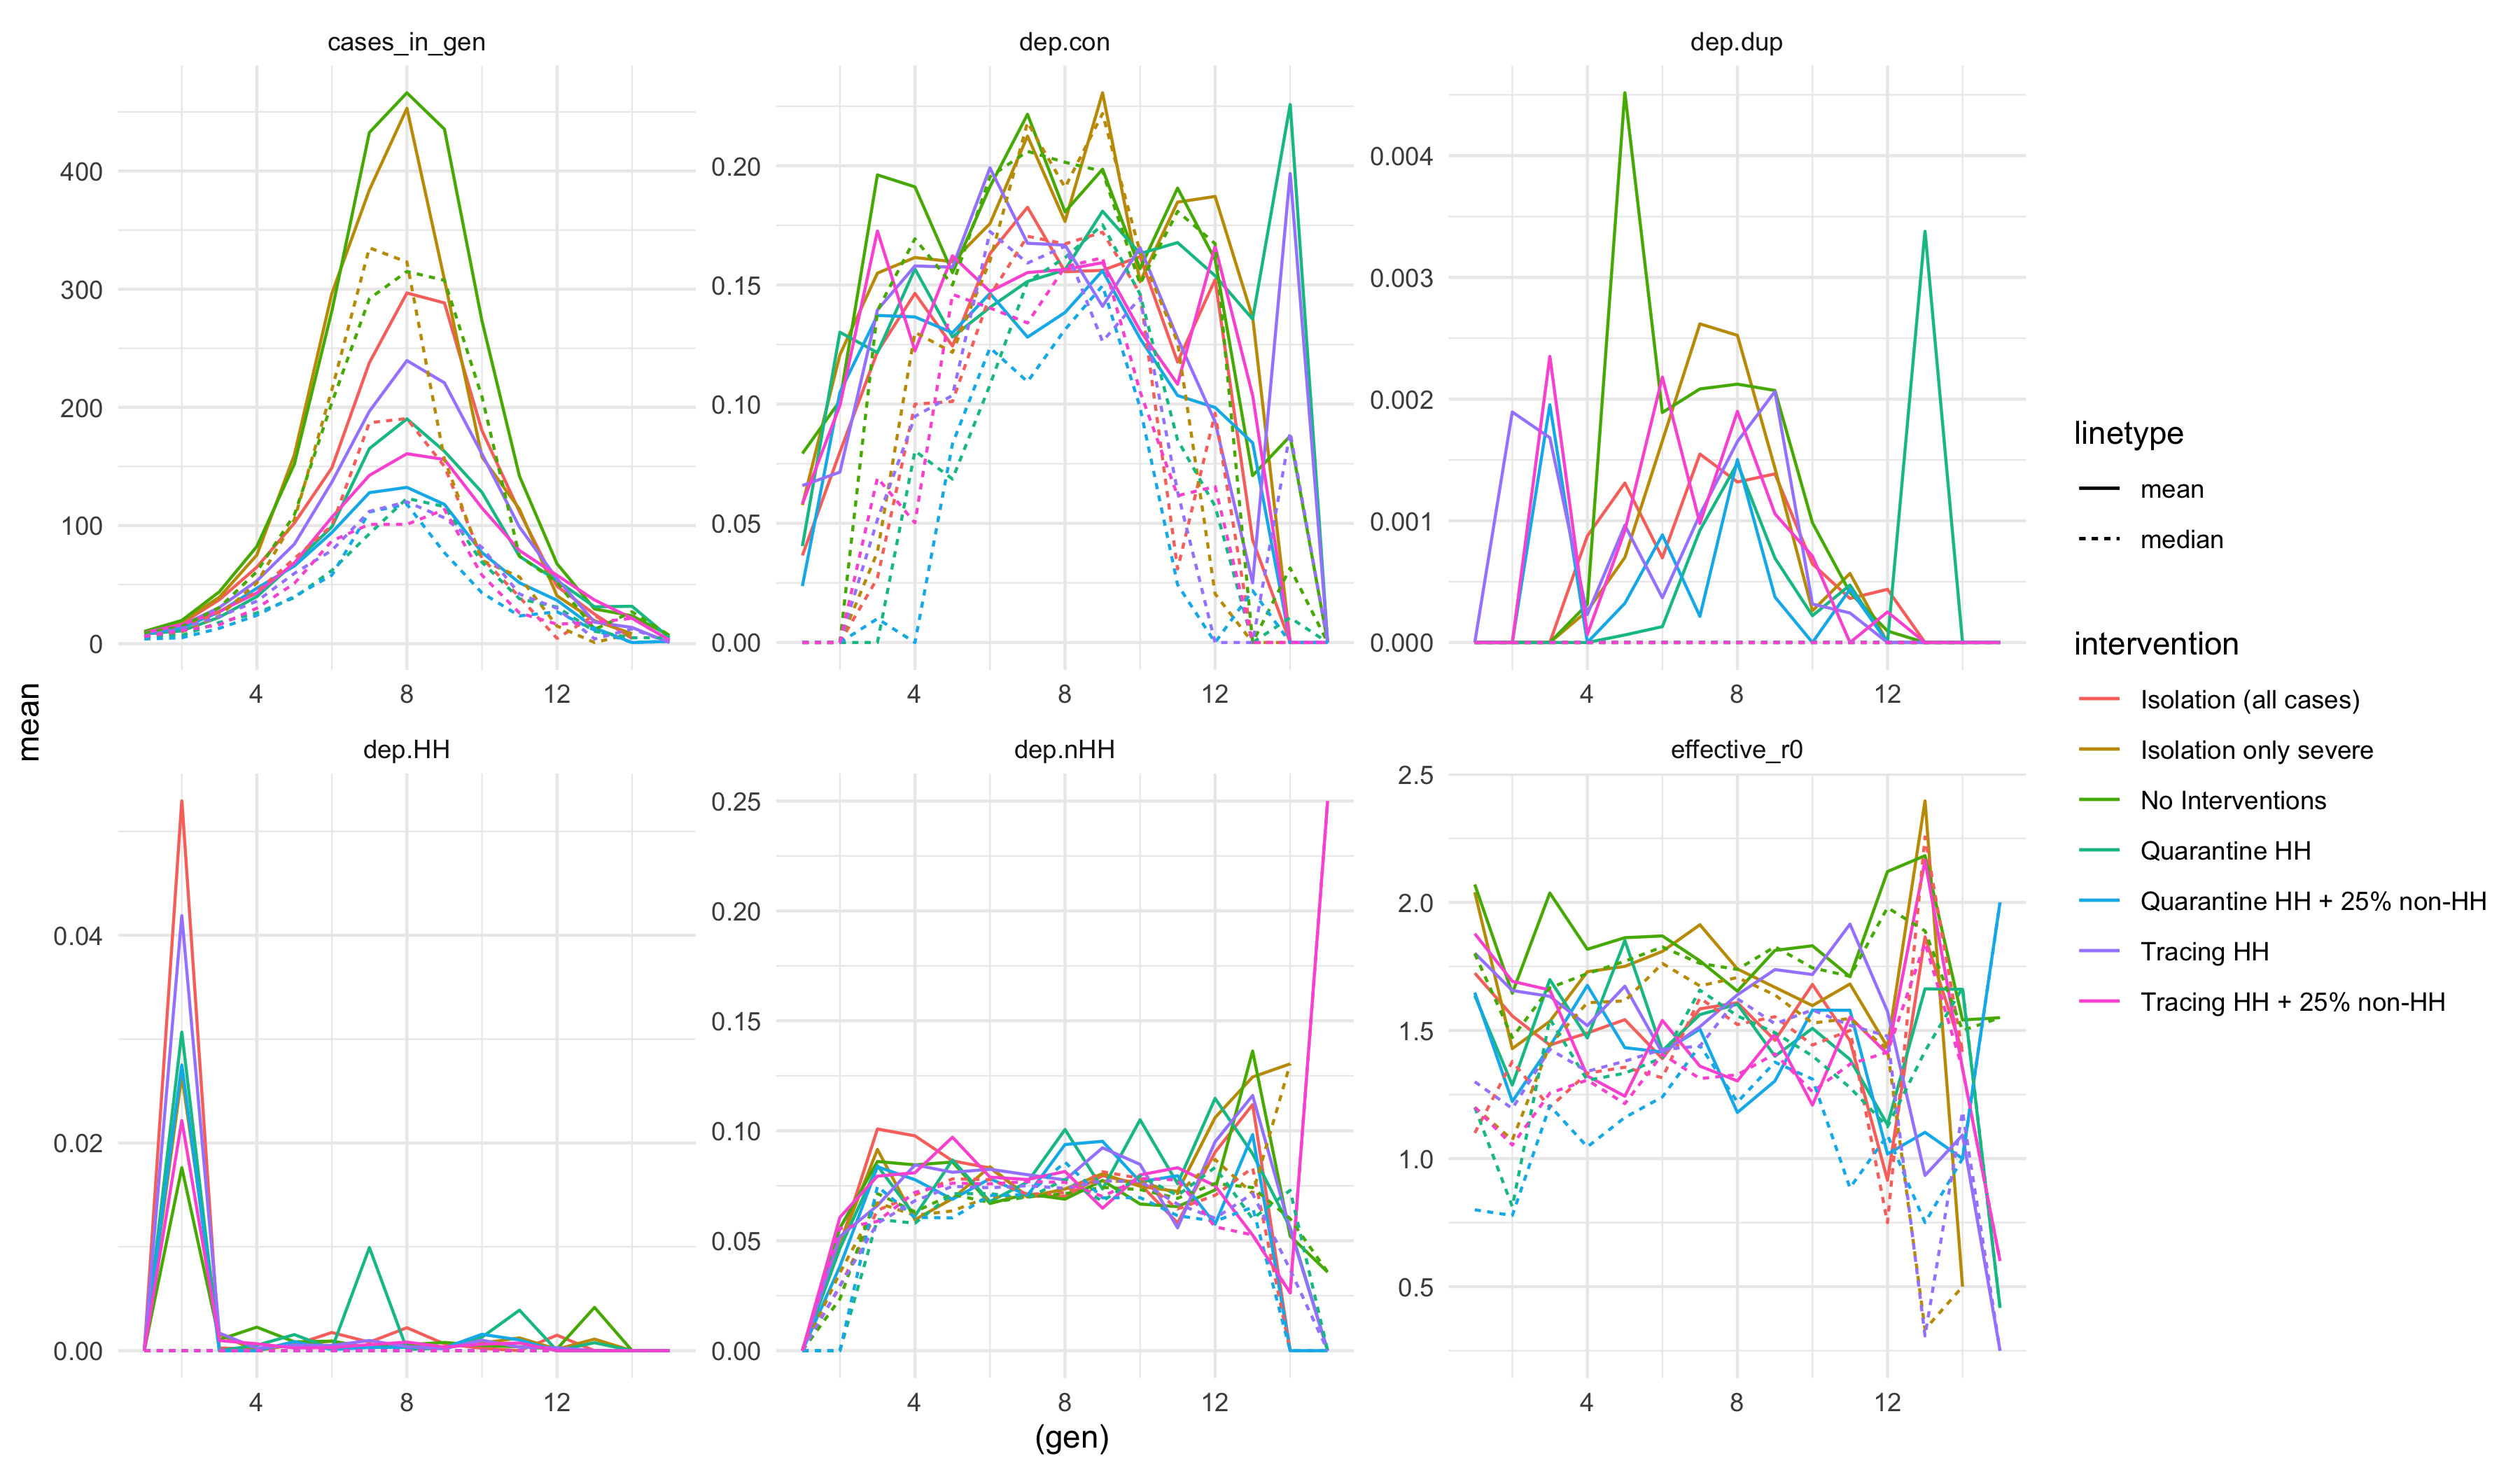 cases_in_gen
dep.con
dep.dup
400
300
200
100
0
0.20
0.15
0.10
0.05
0.00
0.004
0.003
0.002
0.001
0.000
4 8 12
4 8 12
4 8 12
mean
dep.HH
dep.nHH
effective_r0
0.04
0.02
0.00
0.25
0.20
0.15
0.10
0.05
0.00
2.5
2.0
1.5
1.0
0.5
4 8 12
4 8 12
4 8 12
(gen)
linetype
mean
median
intervention
Isolation (all cases)
Isolation only severe
No Interventions
Quarantine HH
Quarantine HH + 25% non-HH
Tracing HH
Tracing HH + 25% non-HH